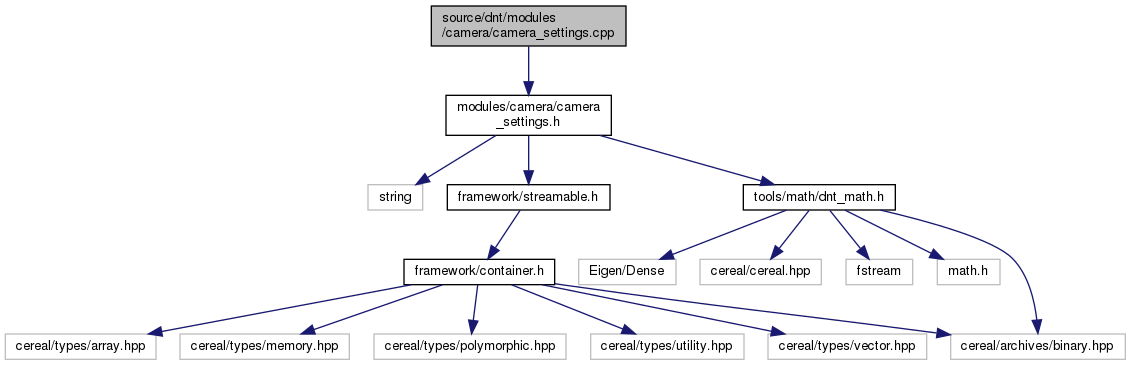 source/dnt/modules
/camera/camera_settings.cpp
modules/camera/camera
_settings.h
string
framework/streamable.h
tools/math/dnt_math.h
framework/container.h
Eigen/Dense
cereal/cereal.hpp
fstream
math.h
cereal/types/array.hpp
cereal/types/memory.hpp
cereal/types/polymorphic.hpp
cereal/types/utility.hpp
cereal/types/vector.hpp
cereal/archives/binary.hpp